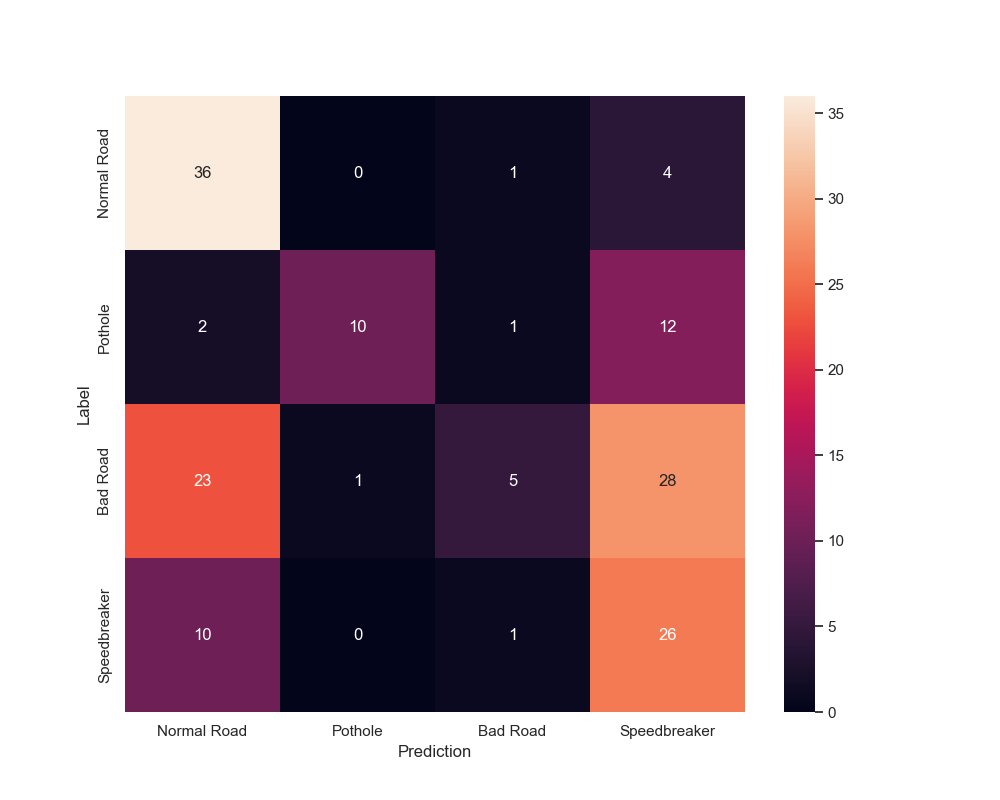 Label
Normal Road
36 0 1 4
Pothole
2 10 1 12
Bad Road
23 1 5 28
Speedbreaker
10 0 1 26
Normal Road Pothole Bad Road Speedbreaker
Prediction
35
30
25
20
15
10
5
0